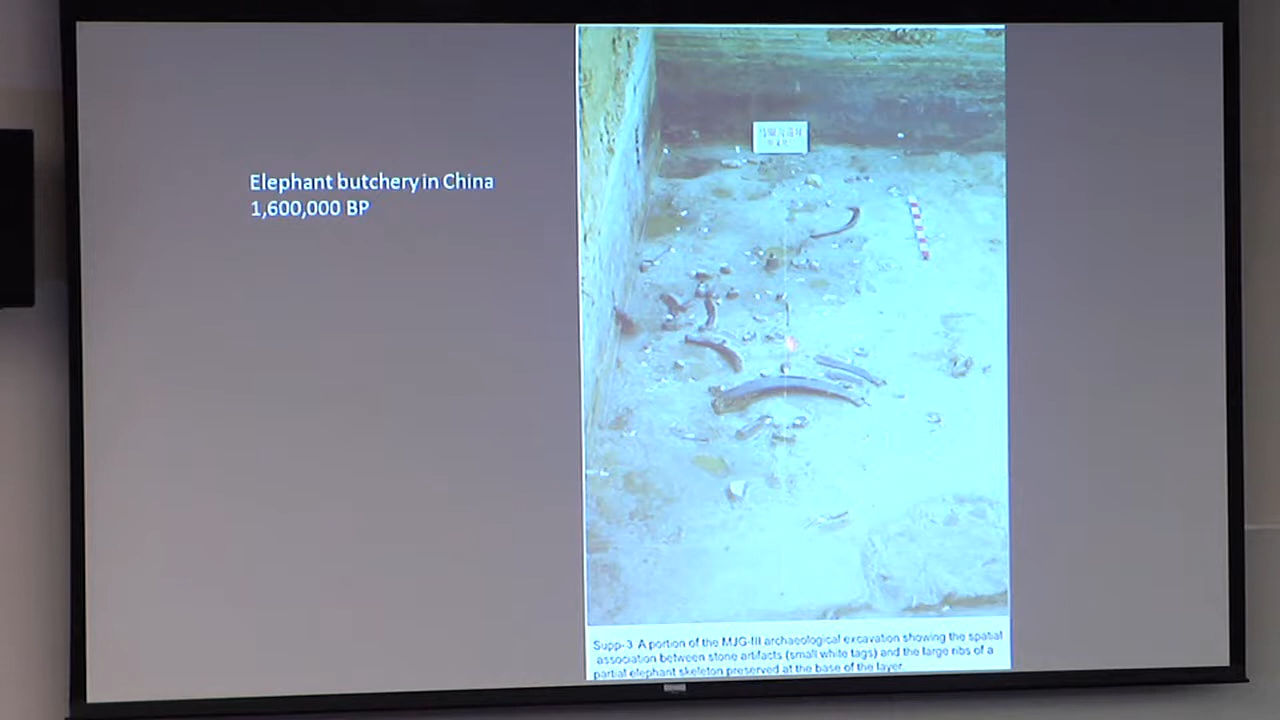 Elephant butchery in China
1,600,000 BP
Supp-3 A portion of the MJG-III archaeological excavation showing the spatial
association between stone artifacts (small white tags) and the large ribs of a
partial elephant skeleton preserved at the base of the layer.